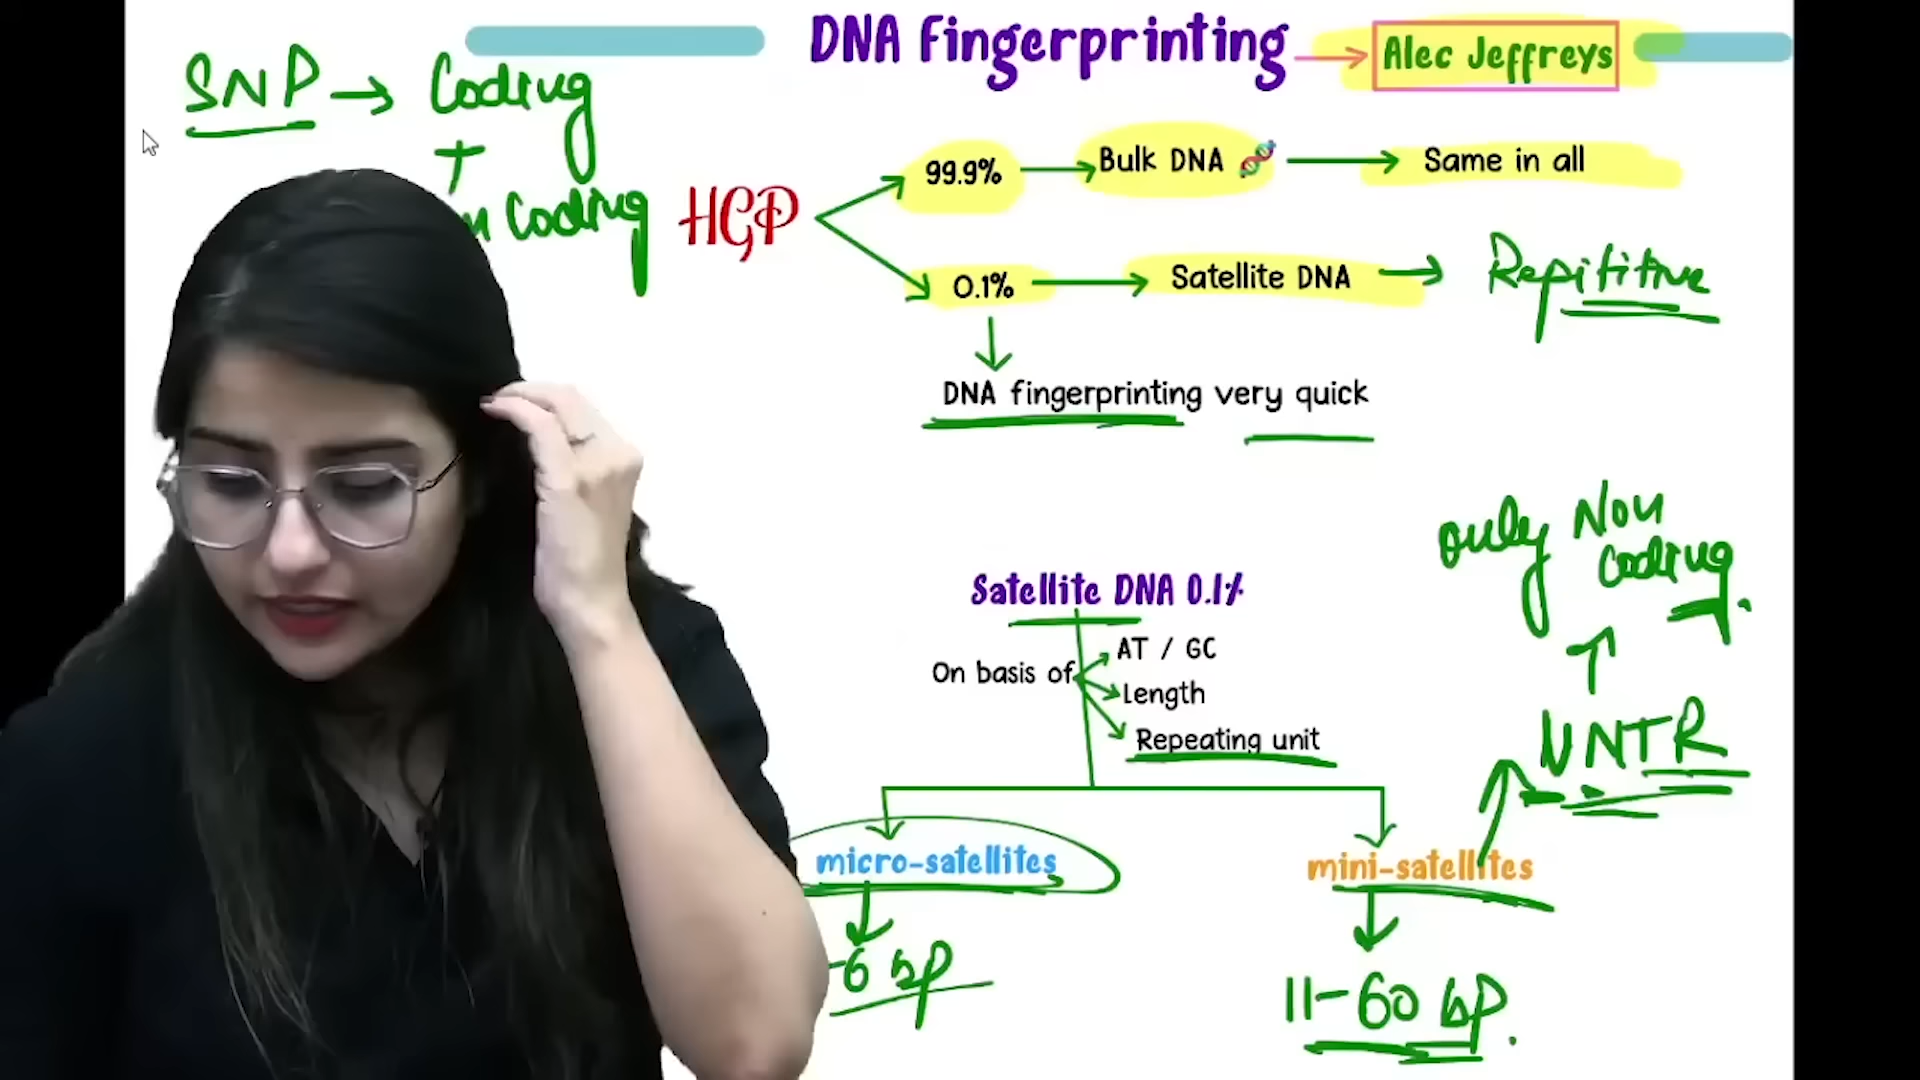 DNA fingerprinting
Alec Jeffreys
SNP → Coding
+
Coding
HGP
99.9% → Bulk DNA → Same in all
0.1% → Satellite DNA → Repititive
DNA fingerprinting very quick
only Non
Coding.
Satellite DNA 0.1%
On basis of
AT / GC
Length
Repeating unit
VNTR
micro-satellites
mini-satellites
-6 bp
11-60 bp.